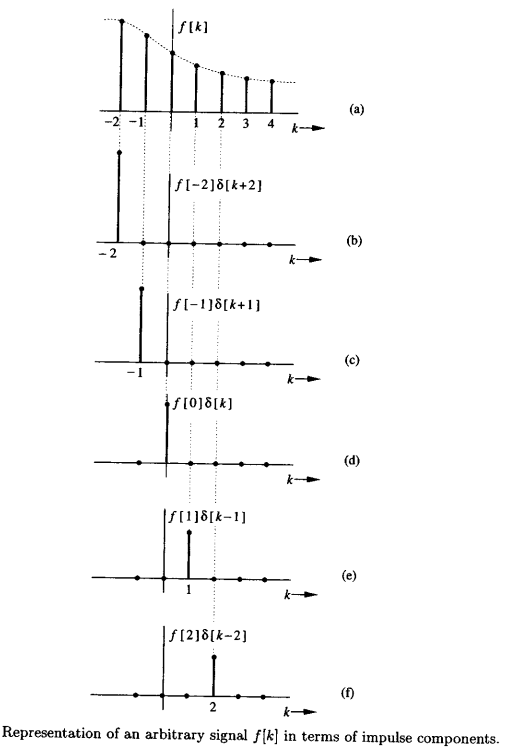 f[k]
-2 -1 1 2 3 4 k
(a)
f[-2]δ[k+2]
-2 k
(b)
f[-1]δ[k+1]
-1 k
(c)
f[0]δ[k]
k
(d)
f[1]δ[k-1]
1 k
(e)
f[2]δ[k-2]
2 k
(f)
Representation of an arbitrary signal f[k] in terms of impulse components.